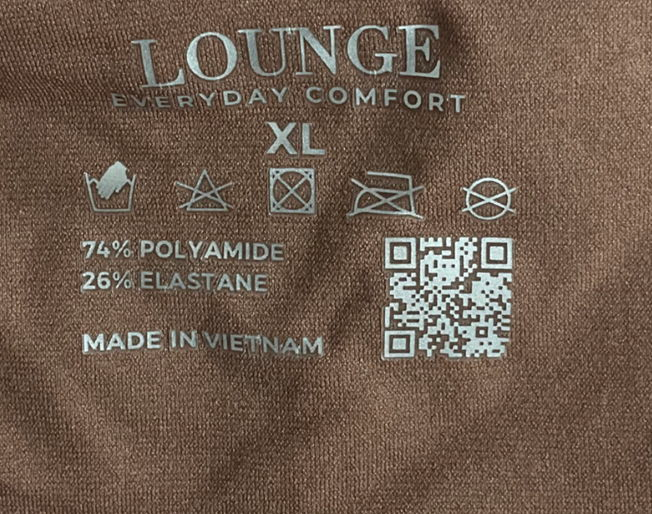 LOUNGE
EVERYDAY COMFORT
XL
74% POLYAMIDE
26% ELASTANE
MADE IN VIETNAM